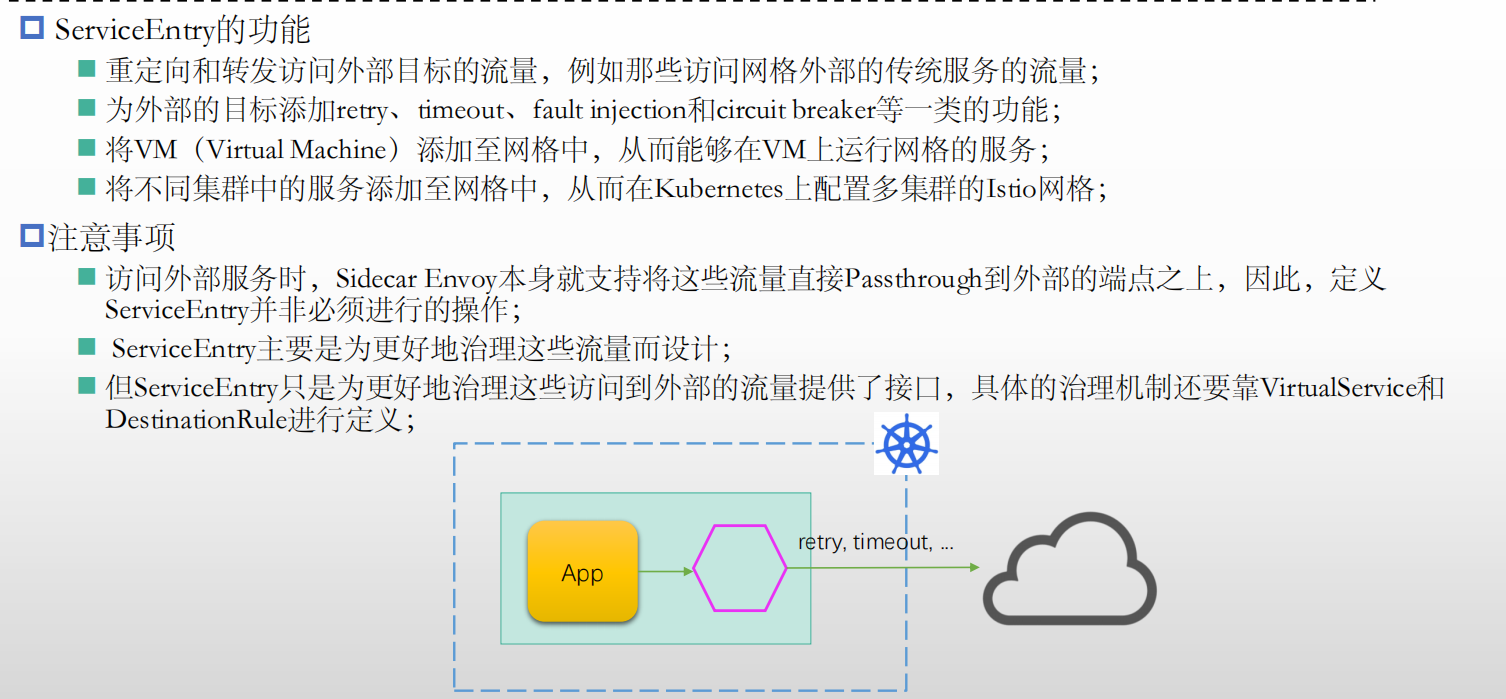 ServiceEntry的功能
重定向和转发访问外部目标的流量，例如那些访问网格外部的传统服务的流量；
为外部的目标添加retry、timeout、fault injection和circuit breaker等一类的功能；
将VM（Virtual Machine）添加至网格中，从而能够在VM上运行网格的服务；
将不同集群中的服务添加至网格中，从而在Kubernetes上配置多集群的Istio网格；
注意事项
访问外部服务时，Sidecar Envoy本身就支持将这些流量直接Passthrough到外部的端点之上，因此，定义
ServiceEntry并非必须进行的操作；
ServiceEntry主要是为更好地治理这些流量而设计；
但ServiceEntry只是为更好地治理这些访问到外部的流量提供了接口，具体的治理机制还要靠VirtualService和
DestinationRule进行定义；
retry, timeout, ...
App